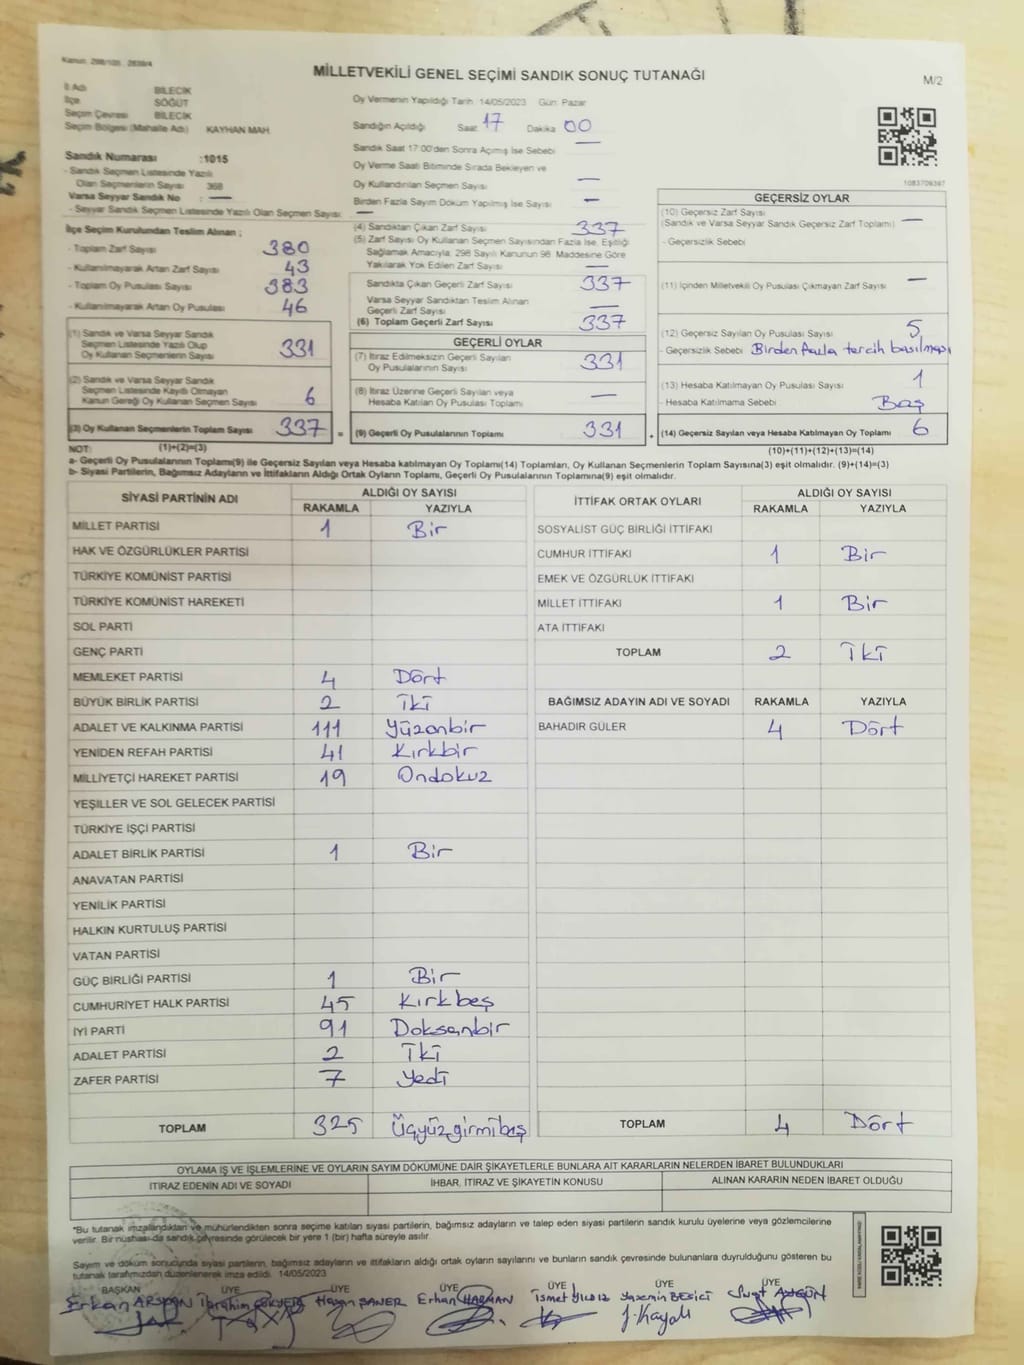 Kanun: 298/105 , 2839/4
MİLLETVEKİLİ GENEL SEÇİMİ SANDIK SONUÇ TUTANAĞI
M/2
İl Adı BİLECİK
İlçe SÖĞÜT
Seçim Çevresi BİLECİK
Seçim Bölgesi (Mahalle Adı) KAYHAN MAH.
Sandık Numarası :1015
- Sandık Seçmen Listesinde Yazılı
Olan Seçmenlerin Sayısı 368
Varsa Seyyar Sandık No : —
- Seyyar Sandık Seçmen Listesinde Yazılı Olan Seçmen Sayısı: —
Oy Vermenin Yapıldığı Tarih: 14/05/2023 Gün: Pazar
Sandığın Açıldığı Saat: 17 Dakika 00
Sandık Saat 17:00'den Sonra Açılmış İse Sebebi —
Oy Verme Saati Bitiminde Sırada Bekleyen ve
Oy Kullandırılan Seçmen Sayısı —
Birden Fazla Sayım Döküm Yapılmış İse Sayısı —
1083709397
İlçe Seçim Kurulundan Teslim Alınan ;
- Toplam Zarf Sayısı 380
- Kullanılmayarak Artan Zarf Sayısı 43
- Toplam Oy Pusulası Sayısı 383
- Kullanılmayarak Artan Oy Pusulası 46
(1) Sandık ve Varsa Seyyar Sandık
Seçmen Listesinde Yazılı Olup
Oy Kullanan Seçmenlerin Sayısı 331
(2) Sandık ve Varsa Seyyar Sandık
Seçmen Listesinde Kayıtlı Olmayan
Kanun Gereği Oy Kullanan Seçmen Sayısı 6
(3) Oy Kullanan Seçmenlerin Toplam Sayısı 337 =
(4) Sandıktan Çıkan Zarf Sayısı 337
(5) Zarf Sayısı Oy Kullanan Seçmen Sayısından Fazla İse, Eşitliği
Sağlamak Amacıyla, 298 Sayılı Kanunun 98. Maddesine Göre
Yakılarak Yok Edilen Zarf Sayısı —
Sandıkta Çıkan Geçerli Zarf Sayısı 337
Varsa Seyyar Sandıktan Teslim Alınan
Geçerli Zarf Sayısı —
(6) Toplam Geçerli Zarf Sayısı 337
GEÇERLİ OYLAR
(7) İtiraz Edilmeksizin Geçerli Sayılan
Oy Pusulalarının Sayısı 331
(8) İtiraz Üzerine Geçerli Sayılan veya
Hesaba Katılan Oy Pusulası Toplamı —
(9) Geçerli Oy Pusulalarının Toplamı 331 +
GEÇERSİZ OYLAR
(10) Geçersiz Zarf Sayısı —
(Sandık ve Varsa Seyyar Sandık Geçersiz Zarf Toplamı)
- Geçersizlik Sebebi
(11) İçinden Milletvekili Oy Pusulası Çıkmayan Zarf Sayısı —
(12) Geçersiz Sayılan Oy Pusulası Sayısı 5
- Geçersizlik Sebebi Birden fazla tercih basılması
(13) Hesaba Katılmayan Oy Pusulası Sayısı 1
- Hesaba Katılmama Sebebi Boş
(14) Geçersiz Sayılan veya Hesaba Katılmayan Oy Toplamı 6
NOT: (1)+(2)=(3)
(10)+(11)+(12)+(13)=(14)
a- Geçerli Oy Pusulalarının Toplamı(9) ile Geçersiz Sayılan veya Hesaba katılmayan Oy Toplamı(14) Toplamları, Oy Kullanan Seçmenlerin Toplam Sayısına(3) eşit olmalıdır. (9)+(14)=(3)
b- Siyasi Partilerin, Bağımsız Adayların ve İttifakların Aldığı Ortak Oyların Toplamı, Geçerli Oy Pusulalarının Toplamına(9) eşit olmalıdır.
SİYASİ PARTİNİN ADI ALDIĞI OY SAYISI
RAKAMLA YAZIYLA
MİLLET PARTİSİ 1 Bir
HAK VE ÖZGÜRLÜKLER PARTİSİ
TÜRKİYE KOMÜNİST PARTİSİ
TÜRKİYE KOMÜNİST HAREKETİ
SOL PARTİ
GENÇ PARTİ
MEMLEKET PARTİSİ 4 Dört
BÜYÜK BİRLİK PARTİSİ 2 İki
ADALET VE KALKINMA PARTİSİ 111 Yüzonbir
YENİDEN REFAH PARTİSİ 41 Kırkbir
MİLLİYETÇİ HAREKET PARTİSİ 19 Ondokuz
YEŞİLLER VE SOL GELECEK PARTİSİ
TÜRKİYE İŞÇİ PARTİSİ
ADALET BİRLİK PARTİSİ 1 Bir
ANAVATAN PARTİSİ
YENİLİK PARTİSİ
HALKIN KURTULUŞ PARTİSİ
VATAN PARTİSİ
GÜÇ BİRLİĞİ PARTİSİ 1 Bir
CUMHURİYET HALK PARTİSİ 45 Kırkbeş
İYİ PARTİ 91 Doksanbir
ADALET PARTİSİ 2 İki
ZAFER PARTİSİ 7 Yedi
TOPLAM 325 Üçyüzyirmibeş
İTTİFAK ORTAK OYLARI ALDIĞI OY SAYISI
RAKAMLA YAZIYLA
SOSYALİST GÜÇ BİRLİĞİ İTTİFAKI
CUMHUR İTTİFAKI 1 Bir
EMEK VE ÖZGÜRLÜK İTTİFAKI
MİLLET İTTİFAKI 1 Bir
ATA İTTİFAKI
TOPLAM 2 İki
BAĞIMSIZ ADAYIN ADI VE SOYADI RAKAMLA YAZIYLA
BAHADIR GÜLER 4 Dört
TOPLAM 4 Dört
OYLAMA İŞ VE İŞLEMLERİNE VE OYLARIN SAYIM DÖKÜMÜNE DAİR ŞİKAYETLERLE BUNLARA AİT KARARLARIN NELERDEN İBARET BULUNDUKLARI
İTİRAZ EDENİN ADI VE SOYADI İHBAR, İTİRAZ VE ŞİKAYETİN KONUSU ALINAN KARARIN NEDEN İBARET OLDUĞU
*Bu tutanak imzalandıktan ve mühürlendikten sonra seçime katılan siyasi partilerin, bağımsız adayların ve talep eden siyasi partilerin sandık kurulu üyelerine veya gözlemcilerine
verilir. Bir nüshası da sandık çevresinde görülecek bir yere 1 (bir) hafta süreyle asılır.
Sayım ve döküm sonucunda siyasi partilerin, bağımsız adayların ve ittifakların aldığı ortak oyların sayılarını ve bunların sandık çevresinde bulunanlara duyrulduğunu gösteren bu
tutanak tarafımızdan düzenlenerek imza edildi. 14/05/2023
BAŞKAN ÜYE ÜYE ÜYE ÜYE ÜYE ÜYE
Erkan ARSLAN İbrahim Hasan ŞANER Erhan HARMAN İsmet YILDIZ Yasemin BESİCİ Suat AYGÜN